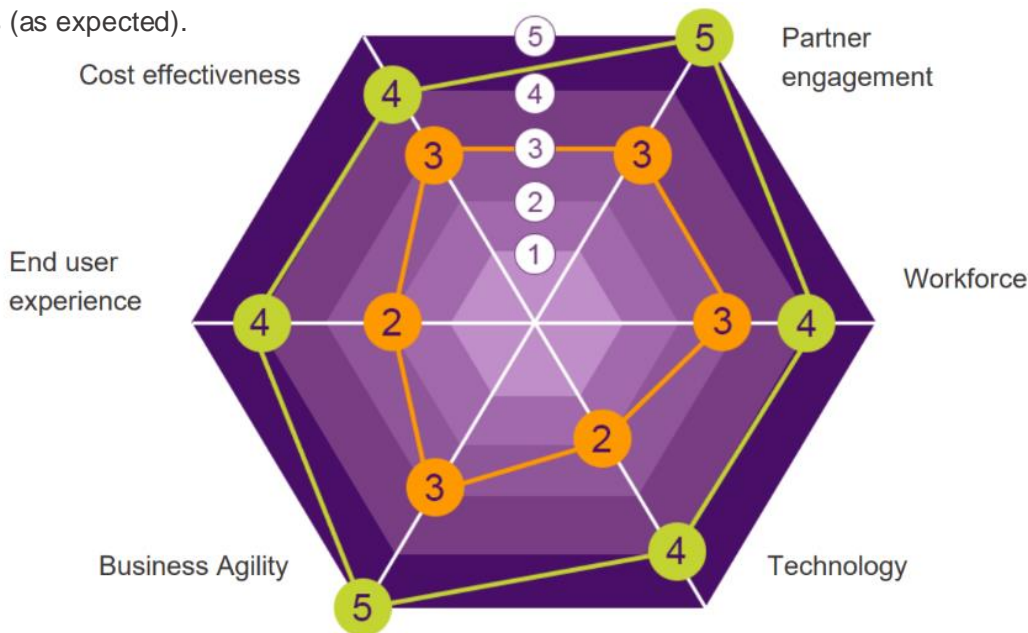 (as expected).
5
5
Partner
engagement
Cost effectiveness
4
4
3
3
3
2
1
End user
experience
Workforce
4
2
3
4
2
3
4
Business Agility
Technology
5